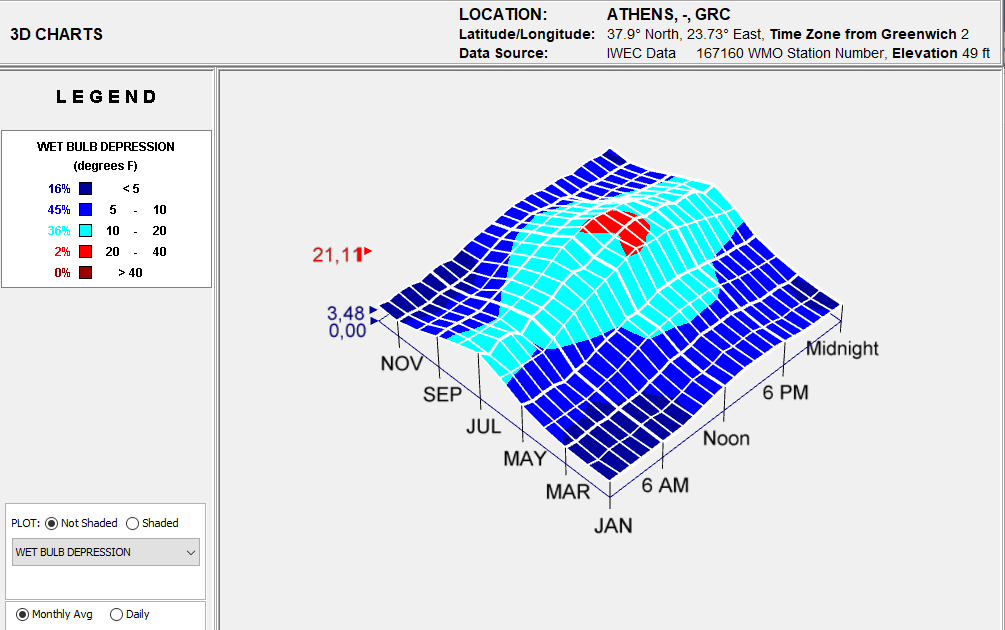 3D CHARTS
LOCATION: ATHENS, -, GRC
Latitude/Longitude: 37.9° North, 23.73° East, Time Zone from Greenwich 2
Data Source: IWEC Data 167160 WMO Station Number, Elevation 49 ft
LEGEND
WET BULB DEPRESSION
(degrees F)
16% < 5
45% 5 - 10
36% 10 - 20
2% 20 - 40
0% > 40
21,11
3,48
0,00
NOV
SEP
JUL
MAY
MAR
JAN
6 AM
Noon
6 PM
Midnight
PLOT: Not Shaded Shaded
WET BULB DEPRESSION
Monthly Avg Daily